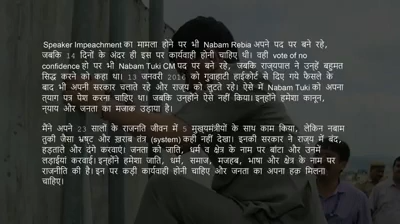 Speaker Impeachment का मामला होने पर भी Nabam Rebia अपने पद पर बने रहे,
जबकि 14 दिनों के अंदर ही इस पर कार्यवाही होनी चाहिए थी। वही vote of no
confidence हो पर भी Nabam Tuki CM पद पर बने रहे, जबकि राज्यपाल ने उन्हें बहुमत
सिद्ध करने को कहा था। 13 जनवरी 2016 को गुवाहाटी हाईकोर्ट से दिए गये फैसले के
बाद भी अपनी सरकार चलाते रहे और राज्य को लुटते रहें। ऐसे में Nabam Tuki को अपना
त्याग पत्र पेश करना चाहिए था। जबकि उनहोंने ऐसे नहीं किया। इन्होंने हमेशा कानून,
न्याय और जनता का मजाक उड़ाया है।
मैंने अपने 23 सालों के राजनति जीवन में 5 मुख्यमंत्रीयों के साथ काम किया, लेकिन नबाम
तुकी जैसा भ्रष्ट और ख़राब तंत्र (system) कहीं नहीं देखा। इनकी सरकार ने राज्य में बंद,
हड़तालें और दंगे करवाए। जनता को जाति, धर्म व क्षेत्र के नाम पर बांटा और उनमें
लड़ाईयां करवाई। इन्होंने हमेशा जाति, धर्म, समाज, मजहब, भाषा और क्षेत्र के नाम पर
राजनीति की है। इन पर कड़ी कार्यवाही होनी चाहिए और जनता का अपना हक़ मिलना
चाहिए।